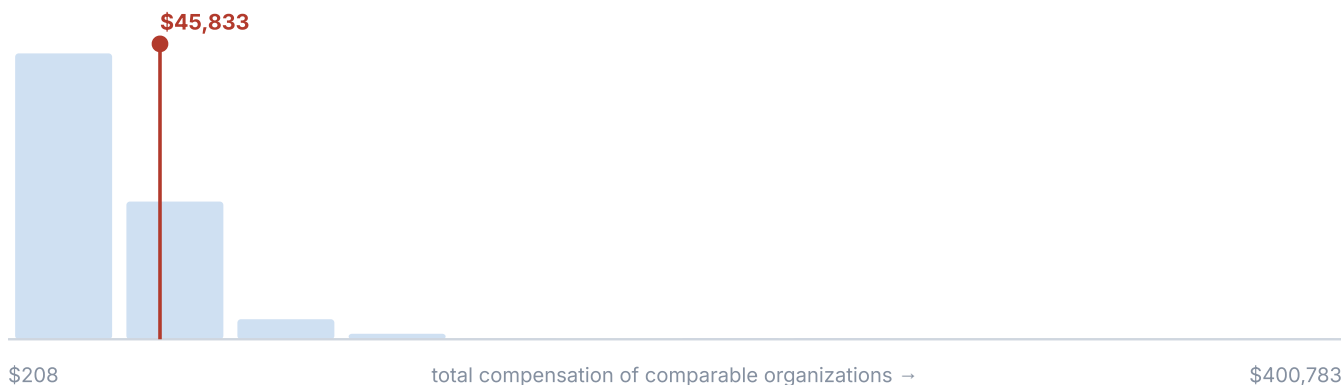 $45,833
$208 total compensation of comparable organizations → $400,783